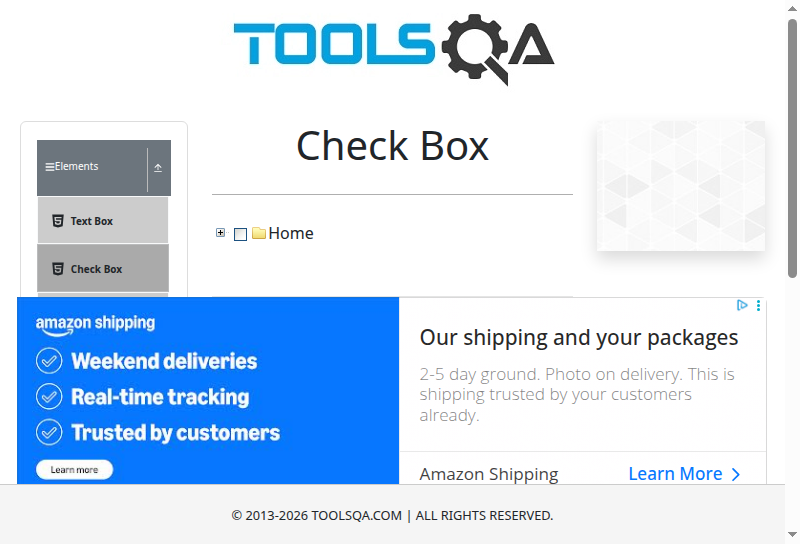 TOOLSQA
Elements
Text Box
Check Box
Check Box
Home
amazon shipping
Weekend deliveries
Real-time tracking
Trusted by customers
Learn more
Our shipping and your packages
2-5 day ground. Photo on delivery. This is
shipping trusted by your customers
already.
Amazon Shipping
Learn More
© 2013-2026 TOOLSQA.COM | ALL RIGHTS RESERVED.